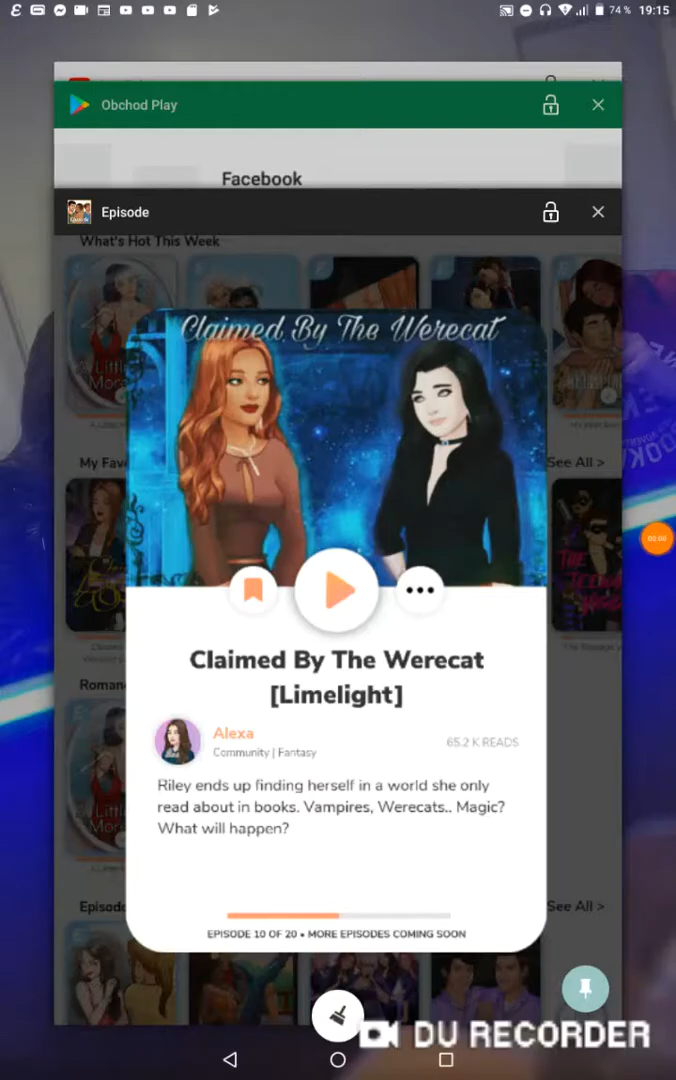 74 % 19:15
Obchod Play
Facebook
Episode
What's Hot This Week
Claimed By The Werecat
My Fav
See All >
02:06
Claimed By The Werecat
[Limelight]
Roman
Alexa
Community | Fantasy
65.2 K READS
Riley ends up finding herself in a world she only
read about in books. Vampires, Werecats.. Magic?
What will happen?
Episode
See All >
EPISODE 10 OF 20 • MORE EPISODES COMING SOON
DU RECORDER